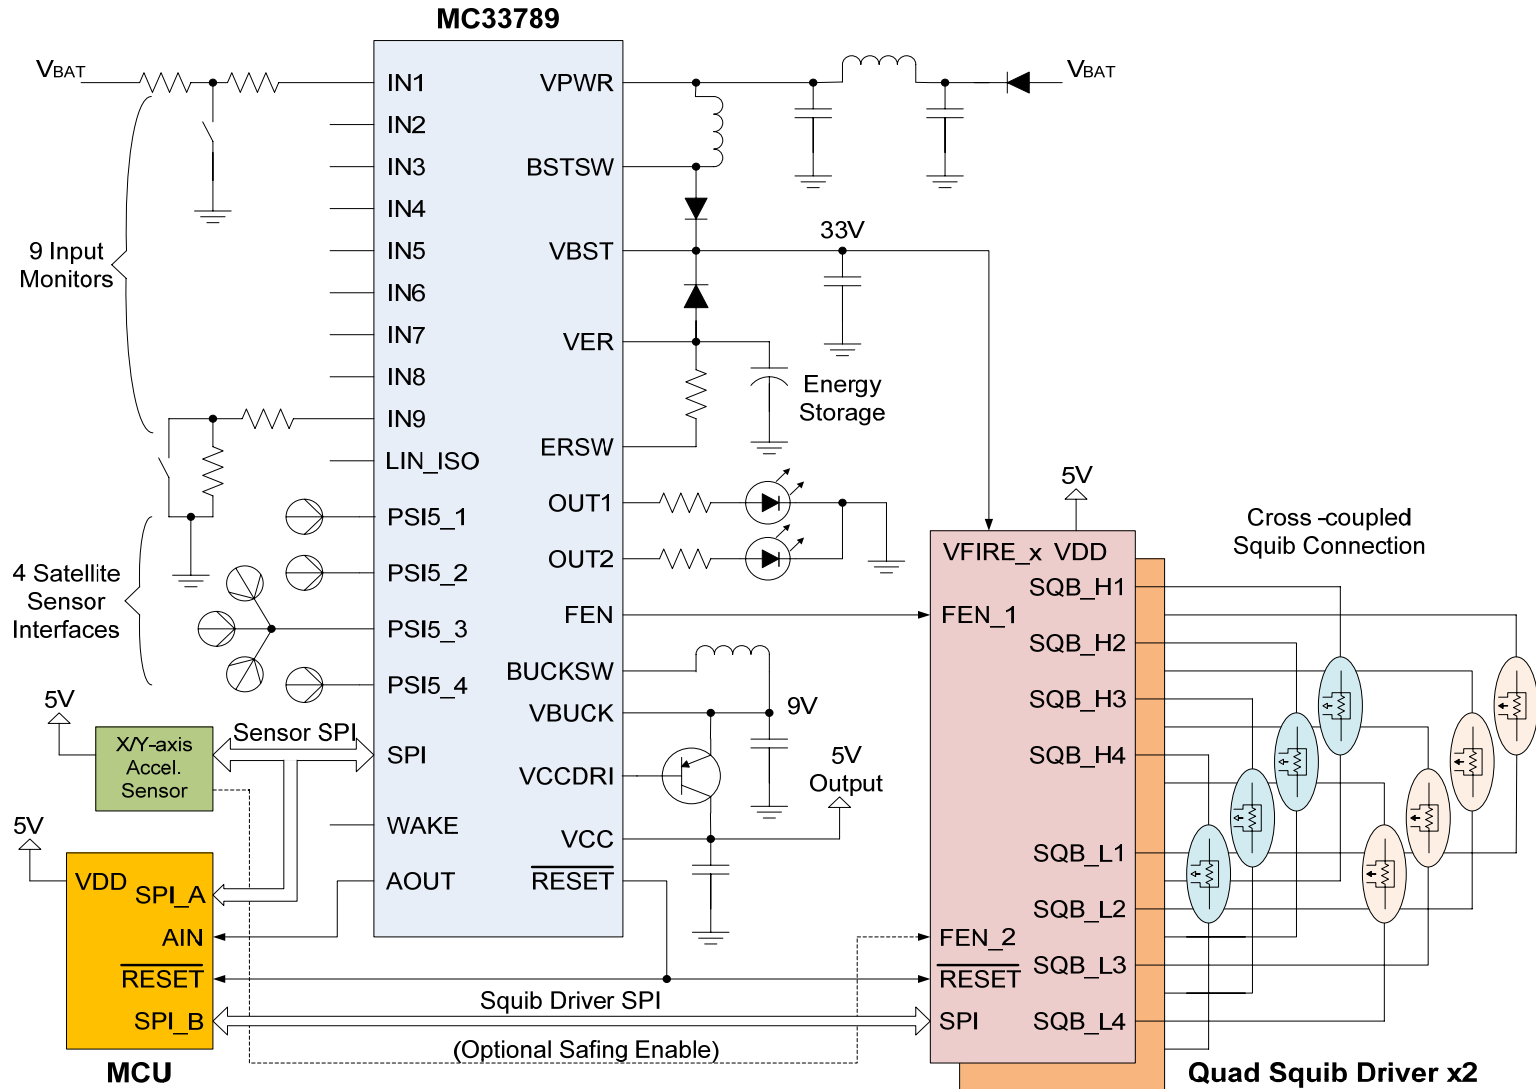 MC33789
VBAT
IN1
IN2
IN3
IN4
IN5
IN6
IN7
IN8
IN9
LIN_ISO
PSI5_1
PSI5_2
PSI5_3
PSI5_4
SPI
WAKE
AOUT
VPWR
BSTSW
VBST
VER
ERSW
OUT1
OUT2
FEN
BUCKSW
VBUCK
VCCDRI
VCC
RESET
9 Input
Monitors
4 Satellite
Sensor
Interfaces
VBAT
33V
Energy
Storage
9V
5V
Output
5V
X/Y-axis
Accel.
Sensor
Sensor SPI
5V
VDD
SPI_A
AIN
RESET
SPI_B
MCU
Squib Driver SPI
(Optional Safing Enable)
5V
VFIRE_x VDD
FEN_1
FEN_2
RESET
SPI
SQB_H1
SQB_H2
SQB_H3
SQB_H4
SQB_L1
SQB_L2
SQB_L3
SQB_L4
Cross -coupled
Squib Connection
Quad Squib Driver x2